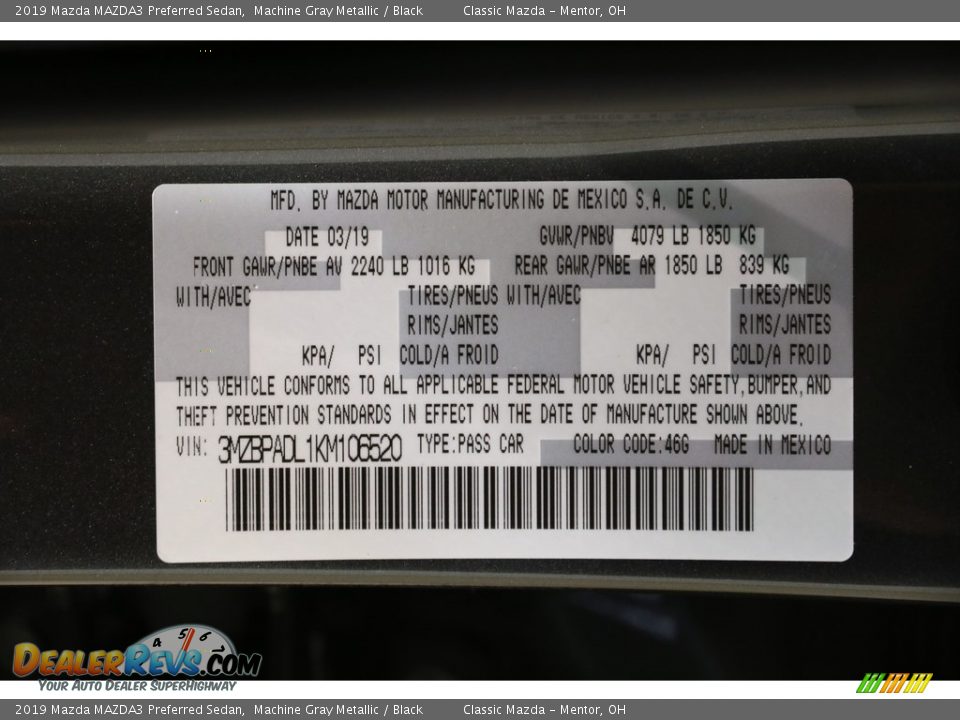 2019 Mazda MAZDA3 Preferred Sedan, Machine Gray Metallic / Black Classic Mazda - Mentor, OH
MFD. BY MAZDA MOTOR MANUFACTURING DE MEXICO S.A. DE C.V.
DATE 03/19 GVWR/PNBV 4079 LB 1850 KG
FRONT GAWR/PNBE AV 2240 LB 1016 KG REAR GAWR/PNBE AR 1850 LB 839 KG
WITH/AVEC TIRES/PNEUS WITH/AVEC TIRES/PNEUS
RIMS/JANTES RIMS/JANTES
KPA/ PSI COLD/A FROID KPA/ PSI COLD/A FROID
THIS VEHICLE CONFORMS TO ALL APPLICABLE FEDERAL MOTOR VEHICLE SAFETY,BUMPER,AND
THEFT PREVENTION STANDARDS IN EFFECT ON THE DATE OF MANUFACTURE SHOWN ABOVE.
VIN: 3MZBPADL1KM106520 TYPE:PASS CAR COLOR CODE:46G MADE IN MEXICO
4 5 6
DEALERREVS.COM
YOUR AUTO DEALER SUPERHIGHWAY
2019 Mazda MAZDA3 Preferred Sedan, Machine Gray Metallic / Black Classic Mazda - Mentor, OH